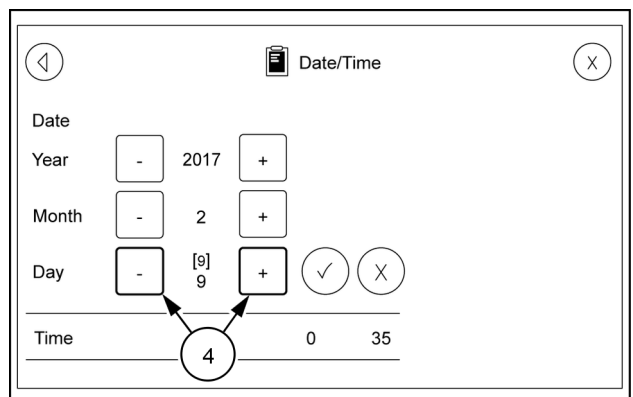 Date/Time X
Date
Year - 2017 +
Month - 2 +
[9]
Day - 9 + X
Time 0 35
4